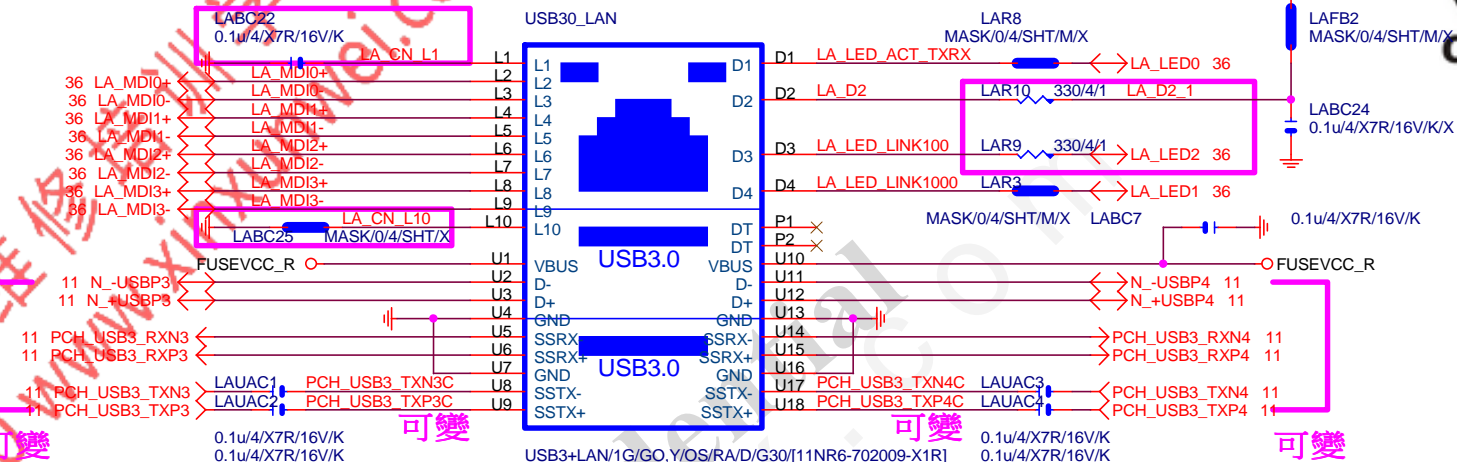 LABC22
0.1u/4/X7R/16V/K
LA_CN_L1
USB30_LAN
LAR8
MASK/0/4/SHT/M/X
LAFB2
MASK/0/4/SHT/M/X
L1 L1 D1 D1 LA_LED_ACT_TXRX LA_LED0 36
36 LA_MDI0+ LA_MDI0+ L2 L2
36 LA_MDI0- LA_MDI0- L3 L3 D2 D2 LA_D2 LAR10 330/4/1 LA_D2_1
36 LA_MDI1+ LA_MDI1+ L4 L4
LABC24
0.1u/4/X7R/16V/K/X
36 LA_MDI1- LA_MDI1- L5 L5
36 LA_MDI2+ LA_MDI2+ L6 L6 D3 D3 LA_LED_LINK100 LAR9 330/4/1 LA_LED2 36
36 LA_MDI2- LA_MDI2- L7 L7
36 LA_MDI3+ LA_MDI3+ L8 L8 D4 D4 LA_LED_LINK1000 LAR3 LA_LED1 36
36 LA_MDI3- LA_MDI3- L9 L9
MASK/0/4/SHT/M/X LABC7 0.1u/4/X7R/16V/K
LA_CN_L10 L10 L10 DT P1
LABC25 MASK/0/4/SHT/X
DT P2
FUSEVCC_R U1 VBUS USB3.0 VBUS U10 FUSEVCC_R
11 N_-USBP3 U2 D- D- U11 N_-USBP4 11
11 N_+USBP3 U3 D+ D+ U12 N_+USBP4 11
U4 GND GND U13
11 PCH_USB3_RXN3 U5 SSRX- SSRX- U14 PCH_USB3_RXN4 11
11 PCH_USB3_RXP3 U6 SSRX+ USB3.0 SSRX+ U15 PCH_USB3_RXP4 11
U7 GND GND U16
11 PCH_USB3_TXN3 LAUAC1 PCH_USB3_TXN3C U8 SSTX- SSTX- U17 PCH_USB3_TXN4C LAUAC3 PCH_USB3_TXN4 11
11 PCH_USB3_TXP3 LAUAC2 PCH_USB3_TXP3C U9 SSTX+ SSTX+ U18 PCH_USB3_TXP4C LAUAC4 PCH_USB3_TXP4 11
可變 可變 可變 可變
0.1u/4/X7R/16V/K 0.1u/4/X7R/16V/K
0.1u/4/X7R/16V/K USB3+LAN/1G/GO,Y/OS/RA/D/G30/[11NR6-702009-X1R] 0.1u/4/X7R/16V/K